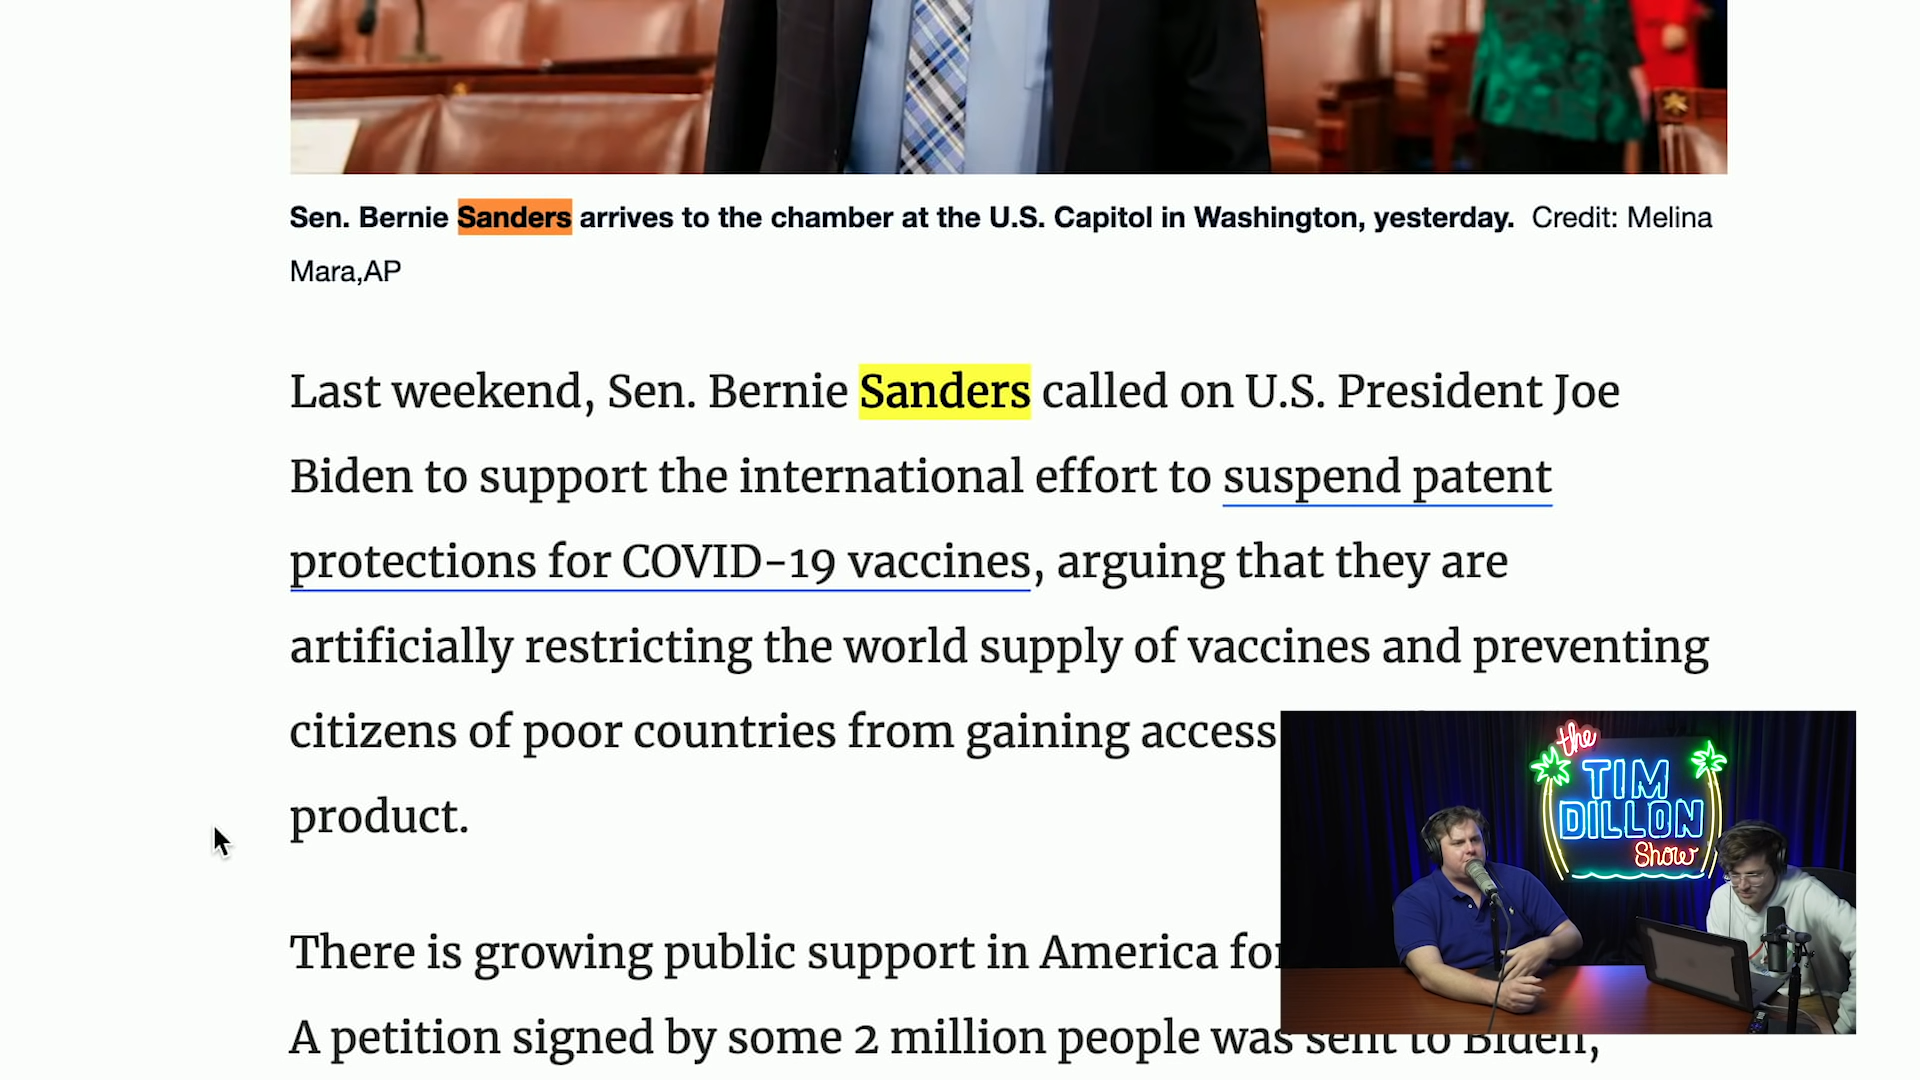 Sen. Bernie Sanders arrives to the chamber at the U.S. Capitol in Washington, yesterday. Credit: Melina
Mara,AP
Last weekend, Sen. Bernie Sanders called on U.S. President Joe
Biden to support the international effort to suspend patent
protections for COVID-19 vaccines, arguing that they are
artificially restricting the world supply of vaccines and preventing
citizens of poor countries from gaining access
product.
There is growing public support in America for
A petition signed by some 2 million people was sent to Biden,
the
TIM
DILLON
Show